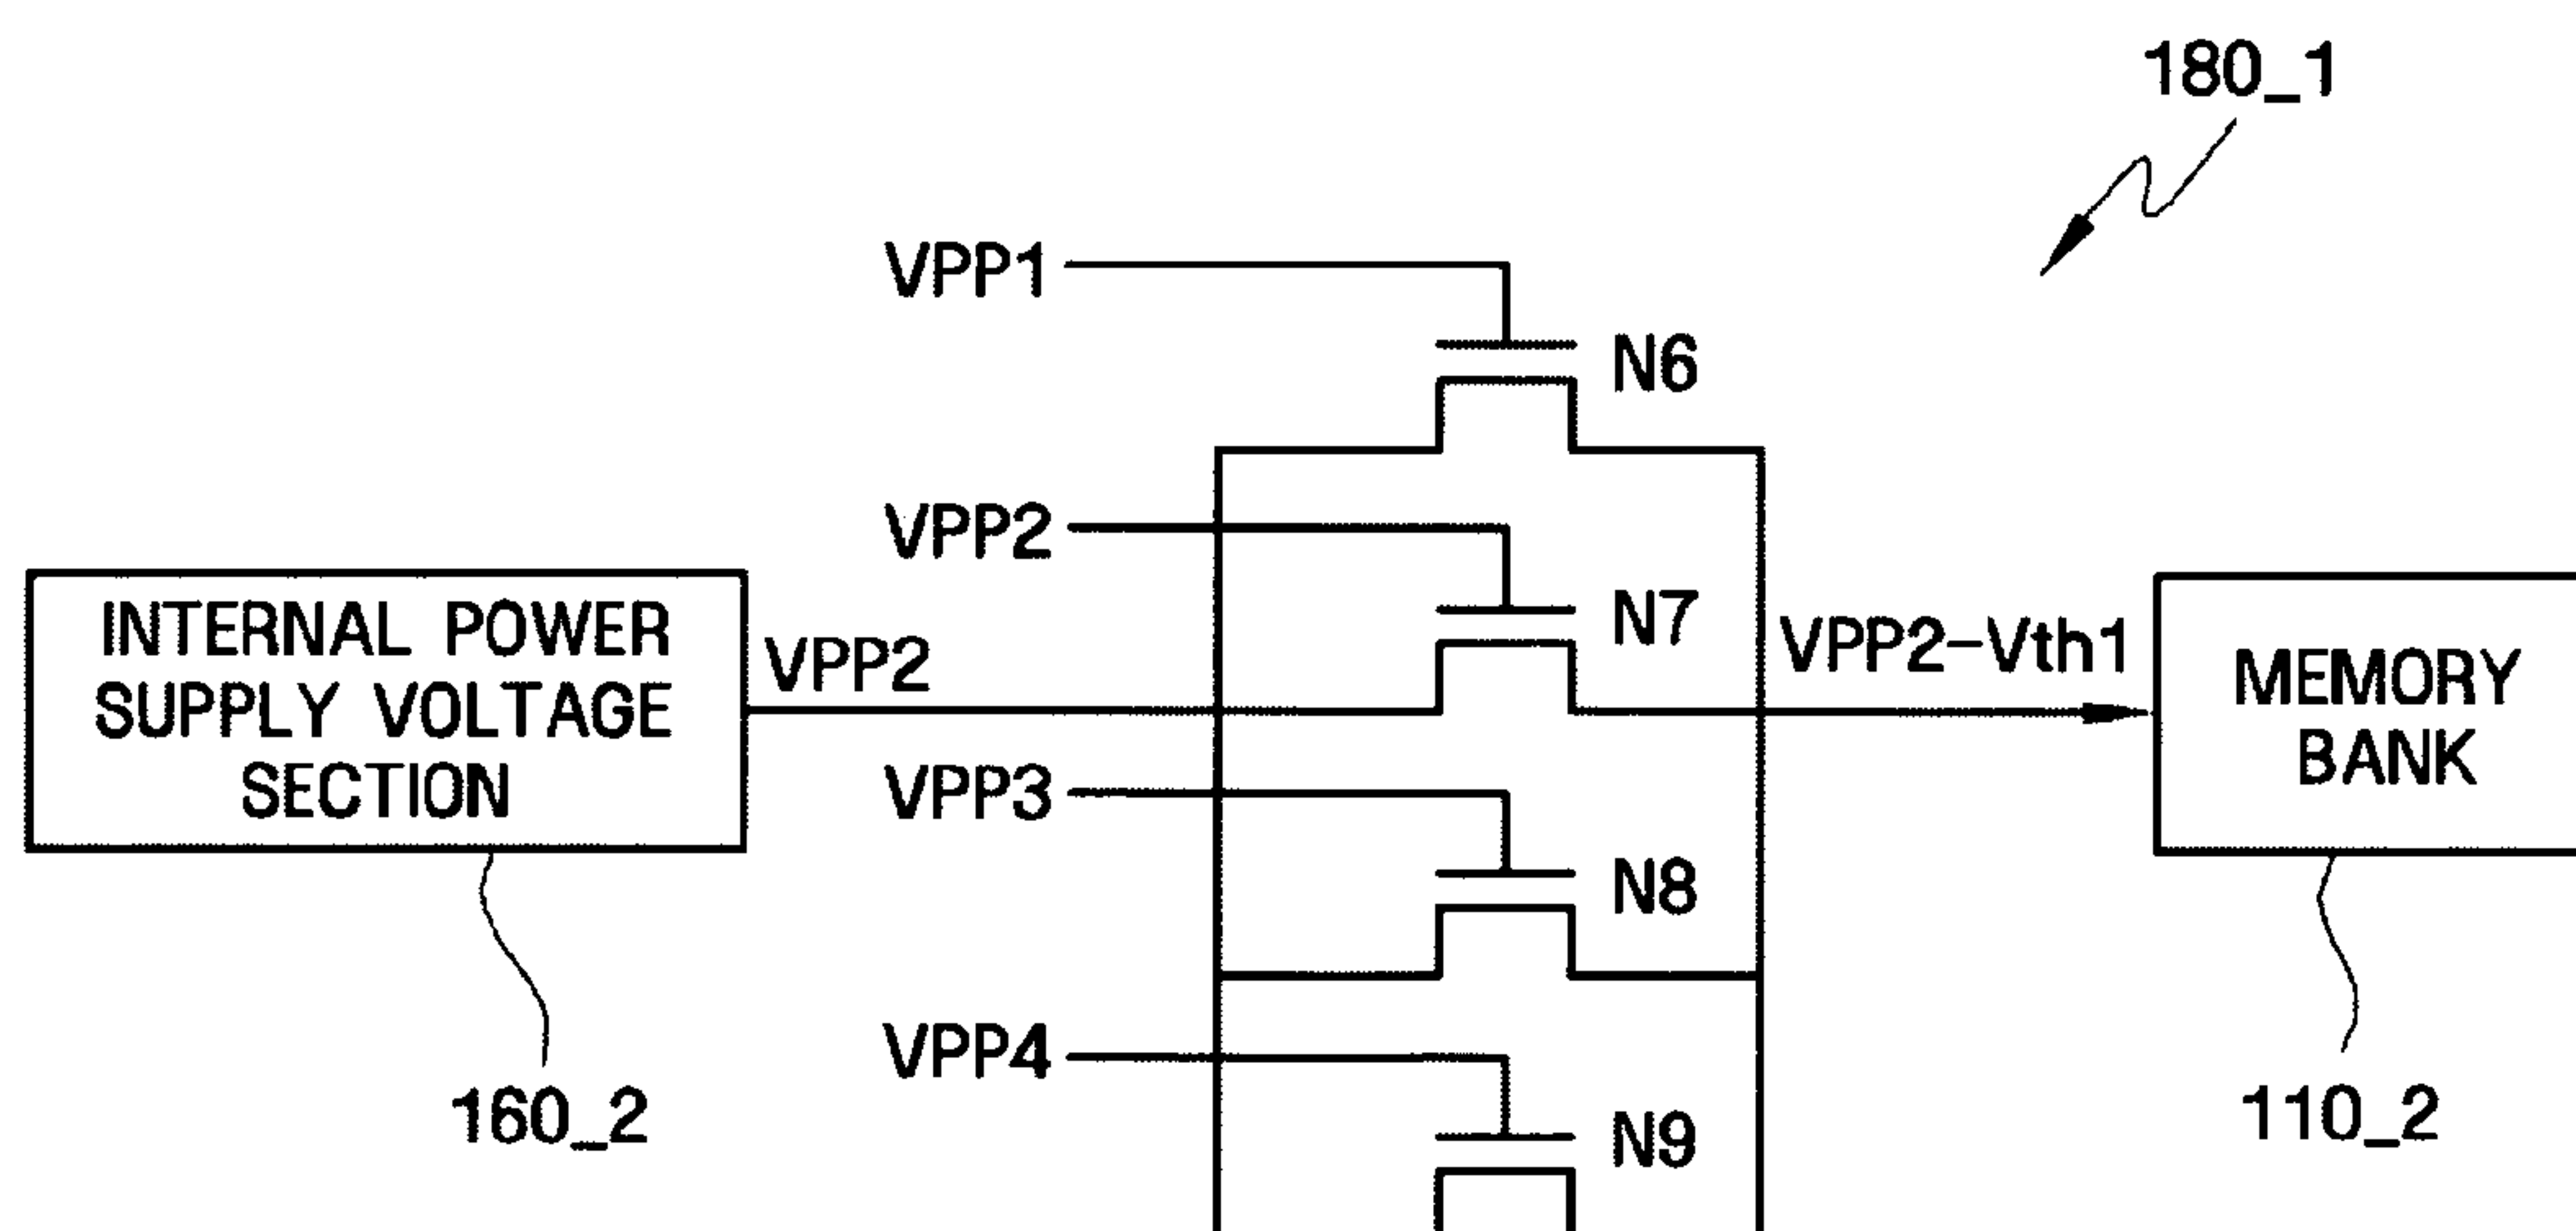 180_1
VPP1
N6
VPP2
N7
INTERNAL POWER
SUPPLY VOLTAGE
SECTION
VPP2
VPP2-Vth1
MEMORY
BANK
VPP3
N8
VPP4
N9
160_2
110_2